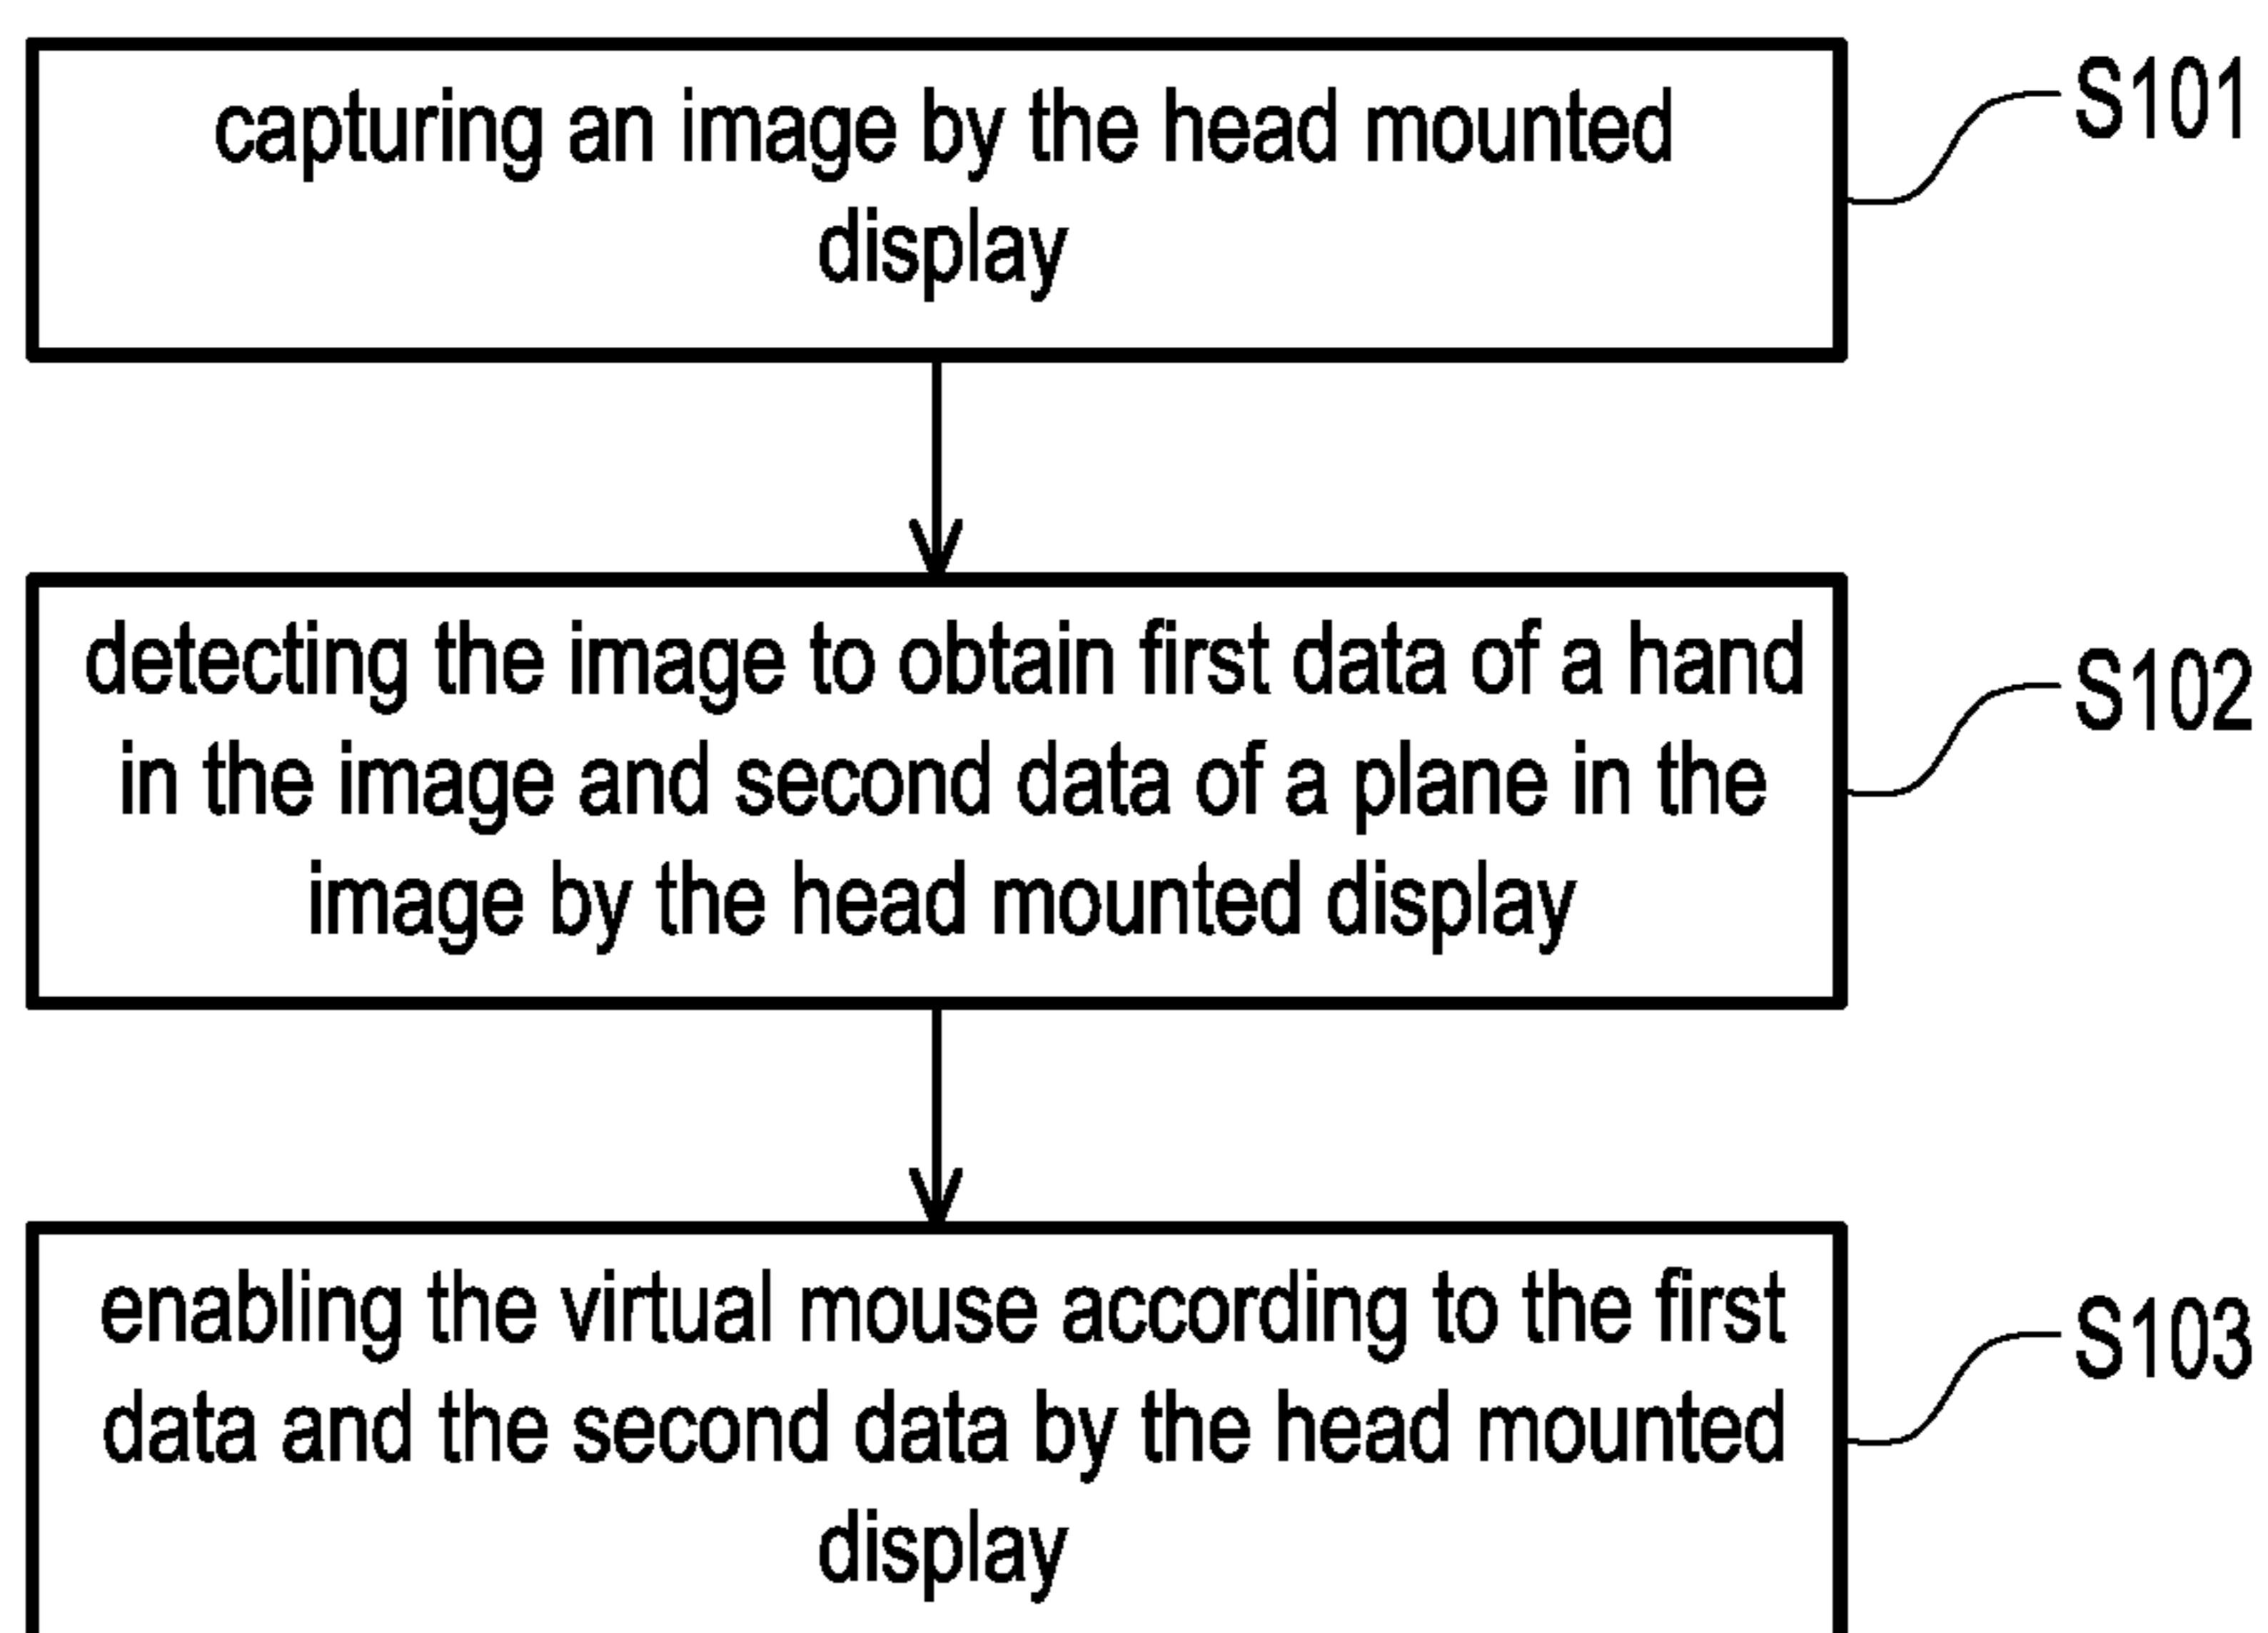 capturing an image by the head mounted
display
S101
detecting the image to obtain first data of a hand
in the image and second data of a plane in the
image by the head mounted display
S102
enabling the virtual mouse according to the first
data and the second data by the head mounted
display
S103